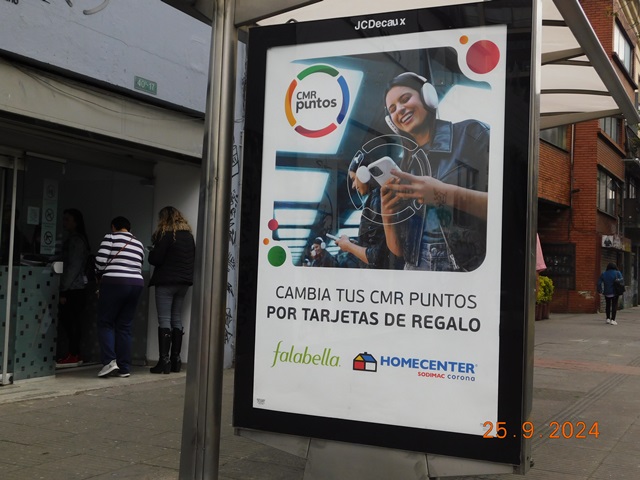 JCDecaux
CMR
puntos
CAMBIA TUS CMR PUNTOS
POR TARJETAS DE REGALO
falabella.
HOMECENTER
SODIMAC corona
25.9.2024